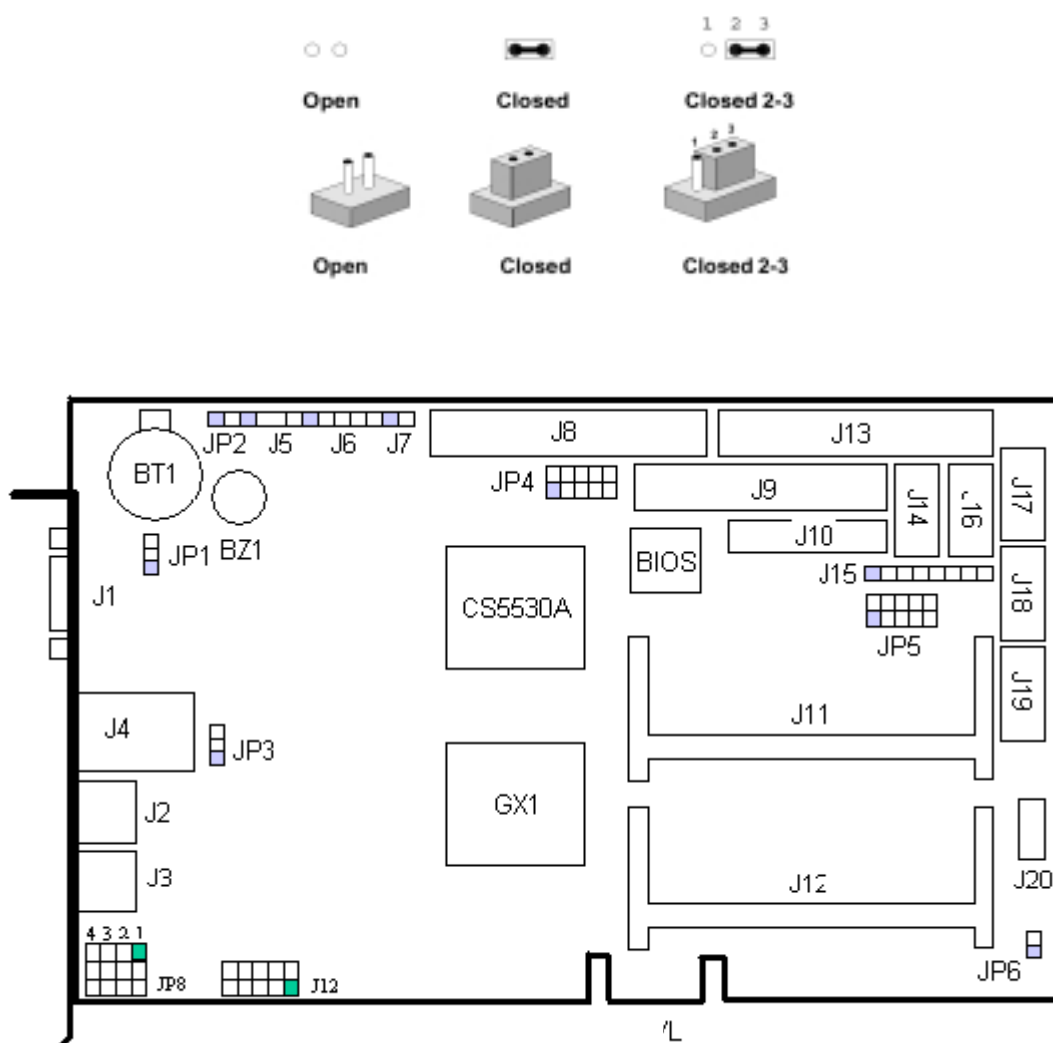 1 2 3
Open Closed Closed 2-3
1 2 3
Open Closed Closed 2-3
JP2 J5 J6 J7 J8 J13
BT1
JP4 J9 J14 J16 J17
BZ1
JP1 J10
BIOS
J15
J1 CS5530A J18
JP5
J19
J4 J11
JP3
GX1
J2
J3 J12 J20
4 3 2 1
JP6
JP8 J12